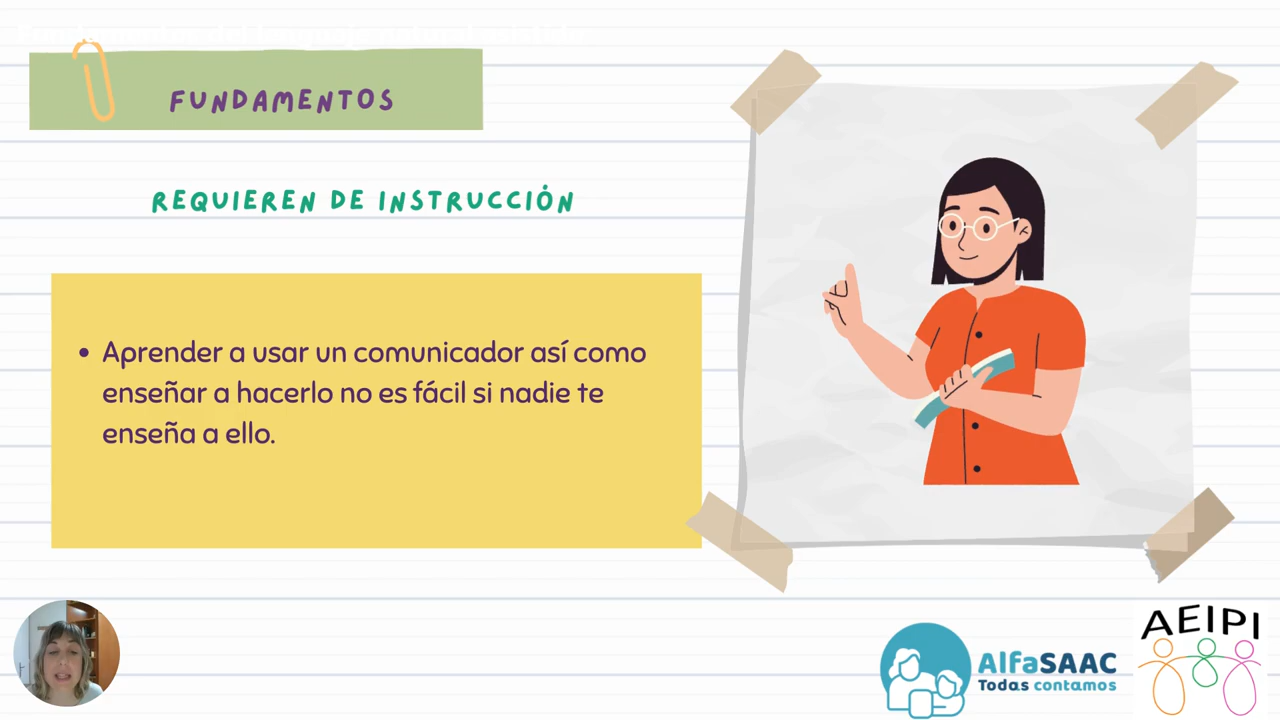 FUNDAMENTOS
REQUIEREN DE INSTRUCCIÓN
• Aprender a usar un comunicador así como
enseñar a hacerlo no es fácil si nadie te
enseña a ello.
AlfaSAAC
Todas contamos
AEIPI